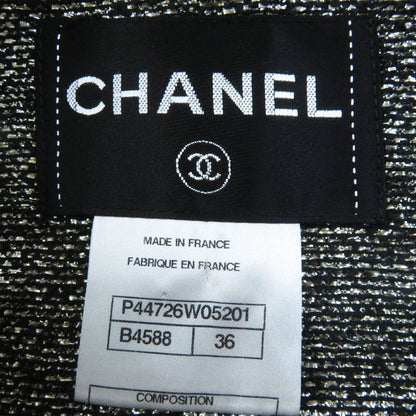 CHANEL
MADE IN FRANCE
FABRIQUE EN FRANCE
P44726W05201
B4588 36
COMPOSITION